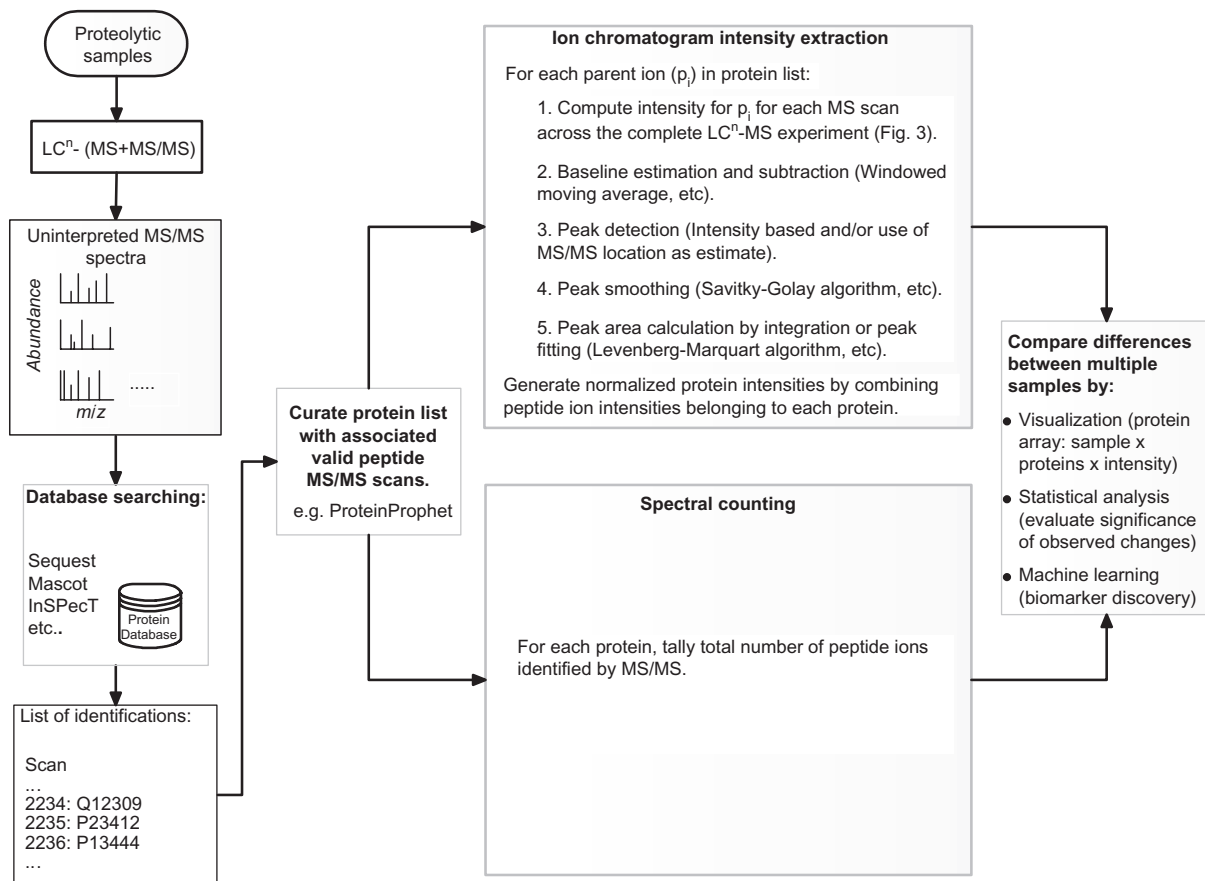 Proteolytic
samples
LCⁿ- (MS+MS/MS)
Uninterpreted MS/MS
spectra
Abundance
.....
m/z
Database searching:
Sequest
Mascot
InSPecT
etc..
Protein
Database
List of identifications:
Scan
...
2234: Q12309
2235: P23412
2236: P13444
...
Curate protein list
with associated
valid peptide
MS/MS scans.
e.g. ProteinProphet
Ion chromatogram intensity extraction
For each parent ion (pᵢ) in protein list:
1. Compute intensity for pᵢ for each MS scan
across the complete LCⁿ-MS experiment (Fig. 3).
2. Baseline estimation and subtraction (Windowed
moving average, etc).
3. Peak detection (Intensity based and/or use of
MS/MS location as estimate).
4. Peak smoothing (Savitky-Golay algorithm, etc).
5. Peak area calculation by integration or peak
fitting (Levenberg-Marquart algorithm, etc).
Generate normalized protein intensities by combining
peptide ion intensities belonging to each protein.
Spectral counting
For each protein, tally total number of peptide ions
identified by MS/MS.
Compare differences
between multiple
samples by:
● Visualization (protein
array: sample x
proteins x intensity)
● Statistical analysis
(evaluate significance
of observed changes)
● Machine learning
(biomarker discovery)